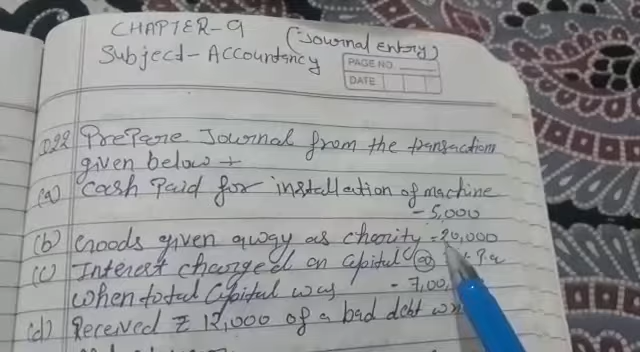 CHAPTER-9 (Journal entry)
Subject - Accountancy
PAGE NO.
DATE
Q22 Prepare Journal from the transactions
given below :-
(a) Cash Paid for installation of machine
- 5,000
(b) Goods given away as charity - 20,000
(c) Interest charged on Capital @ P.a
when total Capital was - 7,00,
(d) Received ₹ 12,000 of a bad debt